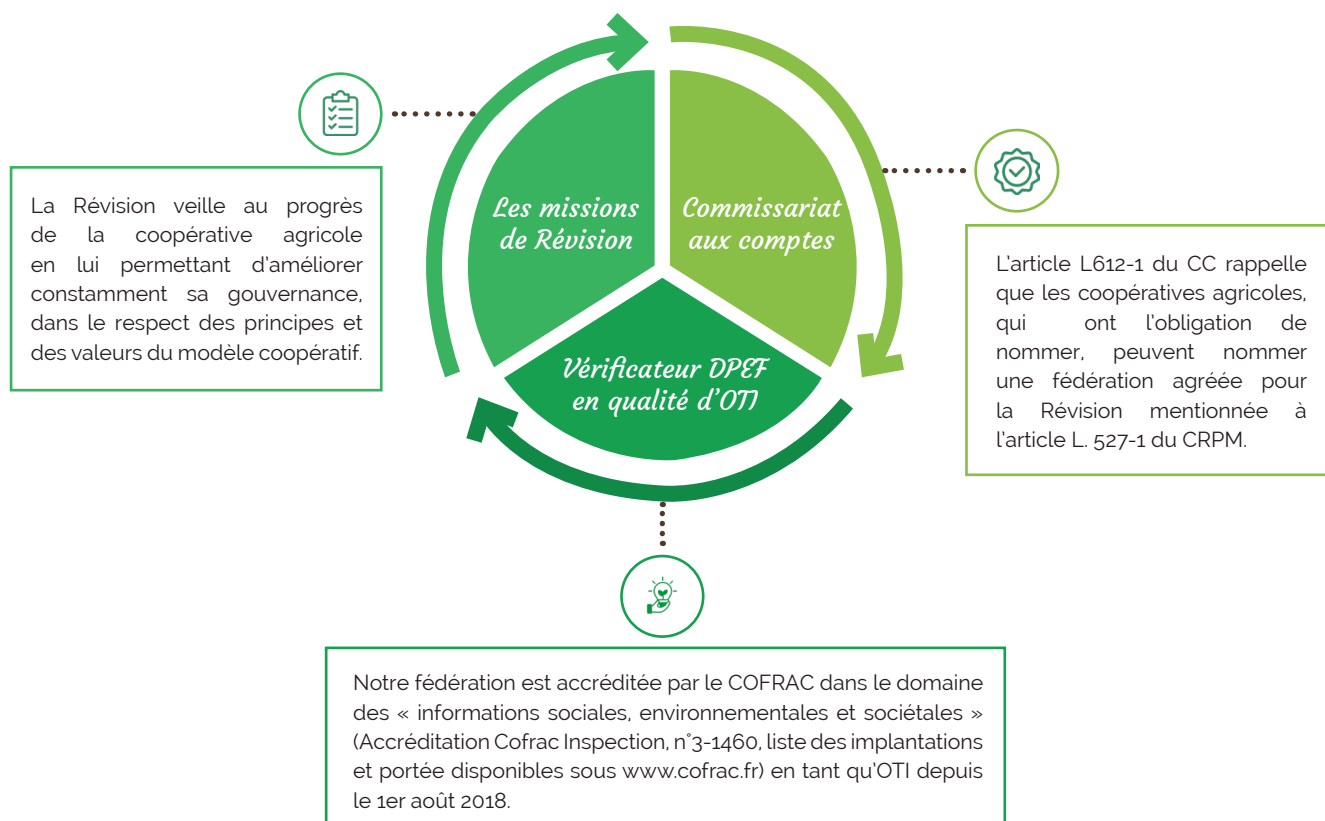 Les missions
de Révision
Commissariat
aux comptes
Vérificateur DPEF
en qualité d'OTI
La Révision veille au progrès
de la coopérative agricole
en lui permettant d'améliorer
constamment sa gouvernance,
dans le respect des principes et
des valeurs du modèle coopératif.
L'article L612-1 du CC rappelle
que les coopératives agricoles,
qui ont l'obligation de
nommer, peuvent nommer
une fédération agréée pour
la Révision mentionnée à
l'article L. 527-1 du CRPM.
Notre fédération est accréditée par le COFRAC dans le domaine
des « informations sociales, environnementales et sociétales »
(Accréditation Cofrac Inspection, n°3-1460, liste des implantations
et portée disponibles sous www.cofrac.fr) en tant qu'OTI depuis
le 1er août 2018.